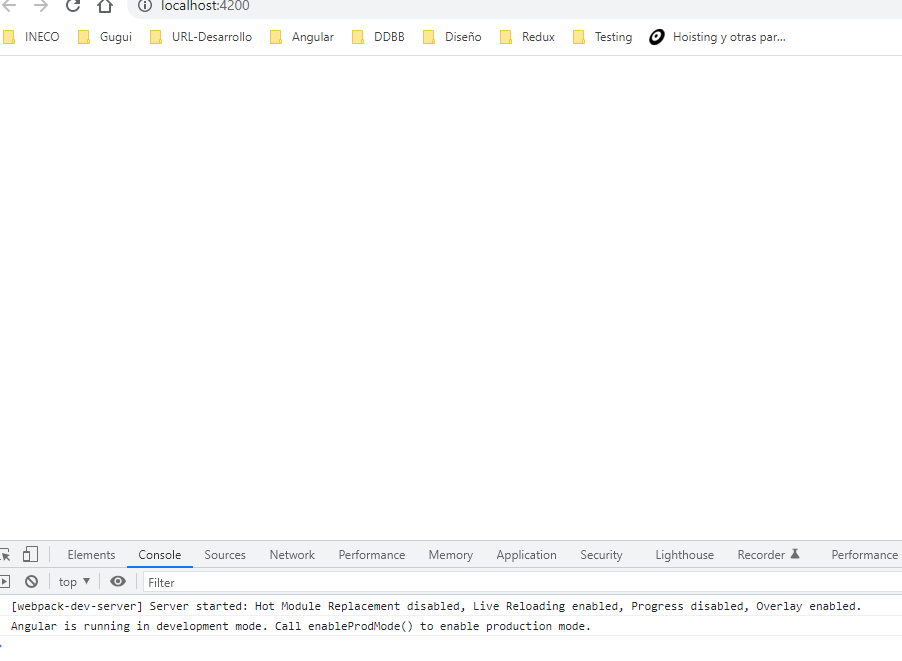 localhost:4200
INECO Gugui URL-Desarrollo Angular DDBB Diseño Redux Testing Hoisting y otras par...
Elements Console Sources Network Performance Memory Application Security Lighthouse Recorder Performance
top ▼ Filter
[webpack-dev-server] Server started: Hot Module Replacement disabled, Live Reloading enabled, Progress disabled, Overlay enabled.
Angular is running in development mode. Call enableProdMode() to enable production mode.